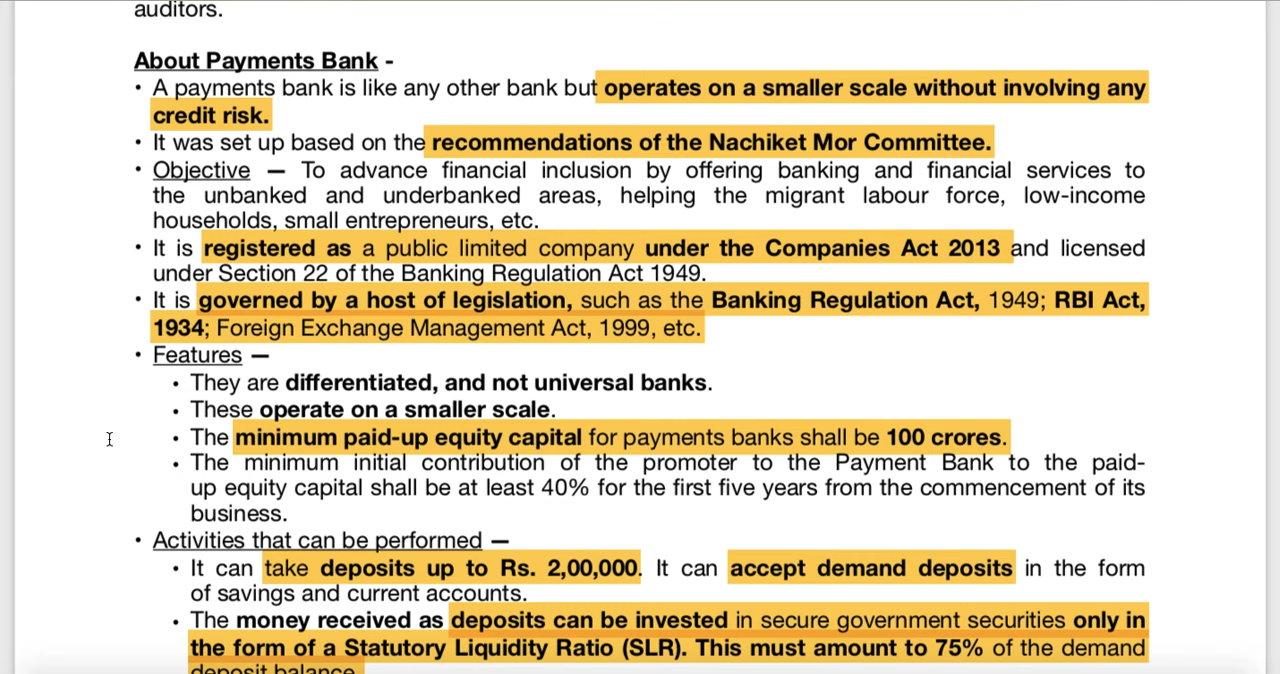 auditors.
About Payments Bank -
• A payments bank is like any other bank but operates on a smaller scale without involving any
credit risk.
• It was set up based on the recommendations of the Nachiket Mor Committee.
• Objective — To advance financial inclusion by offering banking and financial services to
the unbanked and underbanked areas, helping the migrant labour force, low-income
households, small entrepreneurs, etc.
• It is registered as a public limited company under the Companies Act 2013 and licensed
under Section 22 of the Banking Regulation Act 1949.
• It is governed by a host of legislation, such as the Banking Regulation Act, 1949; RBI Act,
1934; Foreign Exchange Management Act, 1999, etc.
• Features —
• They are differentiated, and not universal banks.
• These operate on a smaller scale.
• The minimum paid-up equity capital for payments banks shall be 100 crores.
• The minimum initial contribution of the promoter to the Payment Bank to the paid-
up equity capital shall be at least 40% for the first five years from the commencement of its
business.
• Activities that can be performed —
• It can take deposits up to Rs. 2,00,000. It can accept demand deposits in the form
of savings and current accounts.
• The money received as deposits can be invested in secure government securities only in
the form of a Statutory Liquidity Ratio (SLR). This must amount to 75% of the demand
deposit balance.